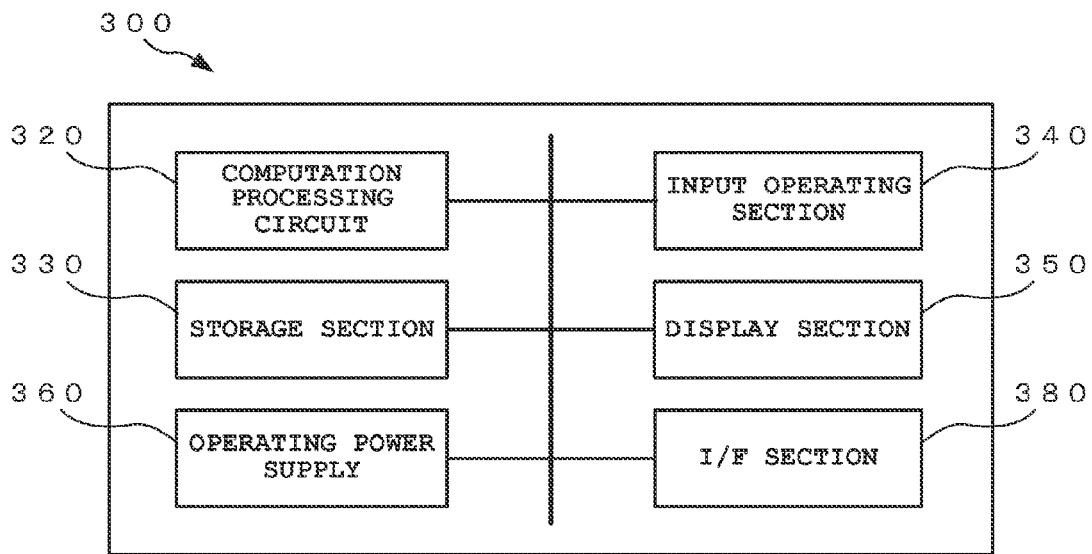 300
320
COMPUTATION
PROCESSING
CIRCUIT
340
INPUT OPERATING
SECTION
330
STORAGE SECTION
350
DISPLAY SECTION
360
OPERATING POWER
SUPPLY
380
I/F SECTION